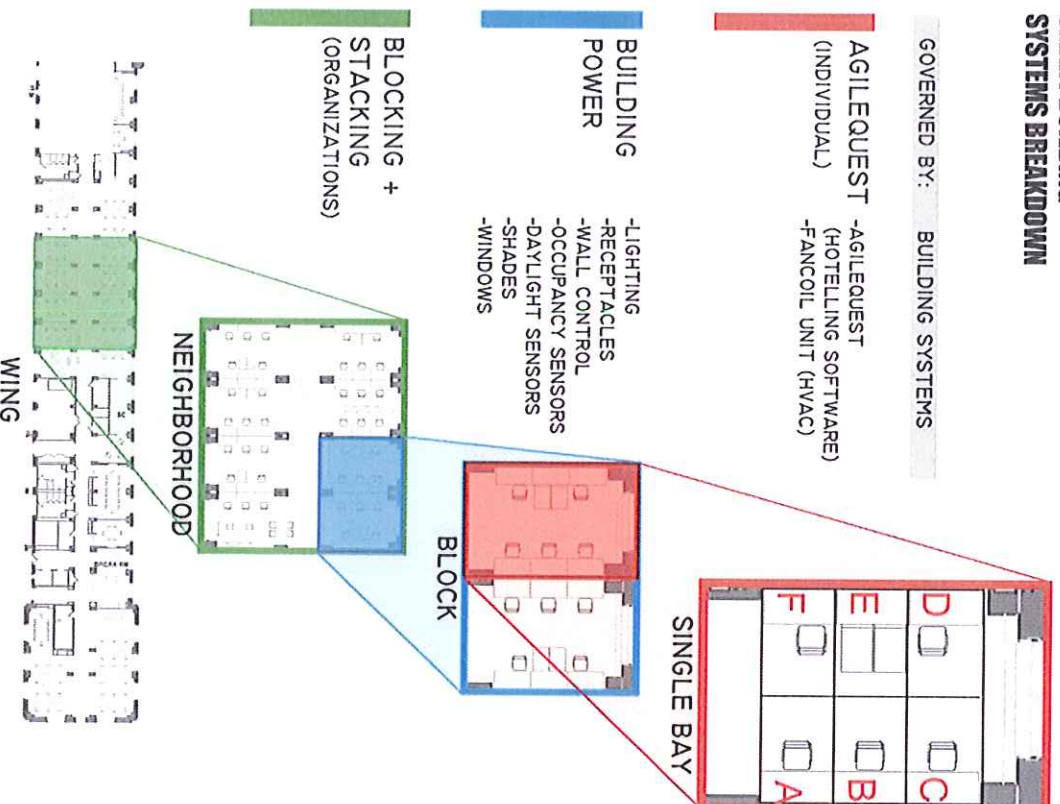 SYSTEMS BREAKDOWN
GOVERNED BY: BUILDING SYSTEMS
AGILEQUEST
(INDIVIDUAL)
-AGILEQUEST
(HOTELLING SOFTWARE)
-FANCOIL UNIT (HVAC)
BUILDING
POWER
-LIGHTING
-RECEPTACLES
-WALL CONTROL
-OCCUPANCY SENSORS
-DAYLIGHT SENSORS
-SHADES
-WINDOWS
BLOCKING +
STACKING
(ORGANIZATIONS)
D
E
F
C
B
A
SINGLE BAY
BLOCK
NEIGHBORHOOD
WING